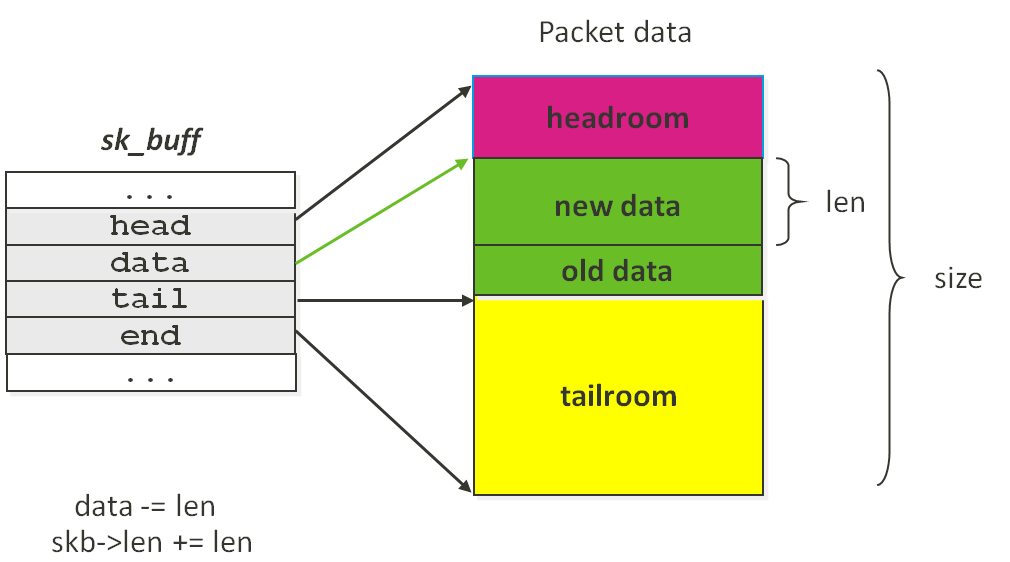 Packet data
sk_buff
...
head
data
tail
end
...
headroom
new data
old data
tailroom
len
size
data -= len
skb->len += len